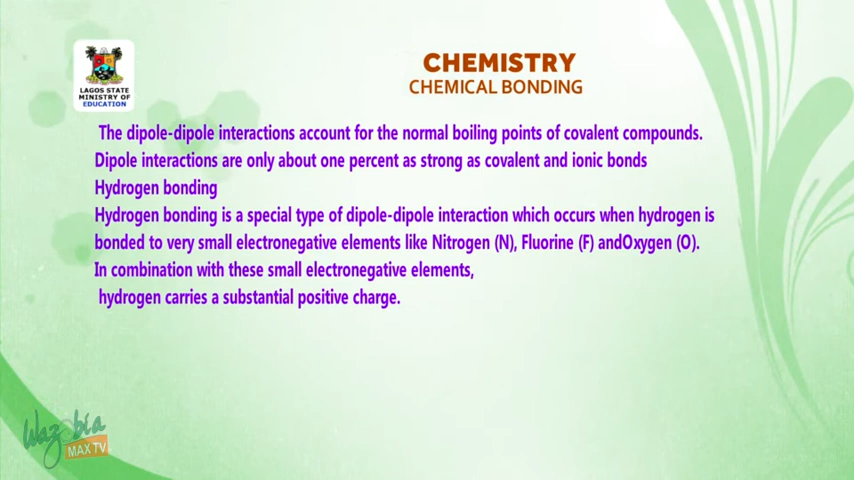 LAGOS STATE
MINISTRY OF
EDUCATION
CHEMISTRY
CHEMICAL BONDING
The dipole-dipole interactions account for the normal boiling points of covalent compounds.
Dipole interactions are only about one percent as strong as covalent and ionic bonds
Hydrogen bonding
Hydrogen bonding is a special type of dipole-dipole interaction which occurs when hydrogen is
bonded to very small electronegative elements like Nitrogen (N), Fluorine (F) andOxygen (O).
In combination with these small electronegative elements,
hydrogen carries a substantial positive charge.
Wazobia
MAX TV